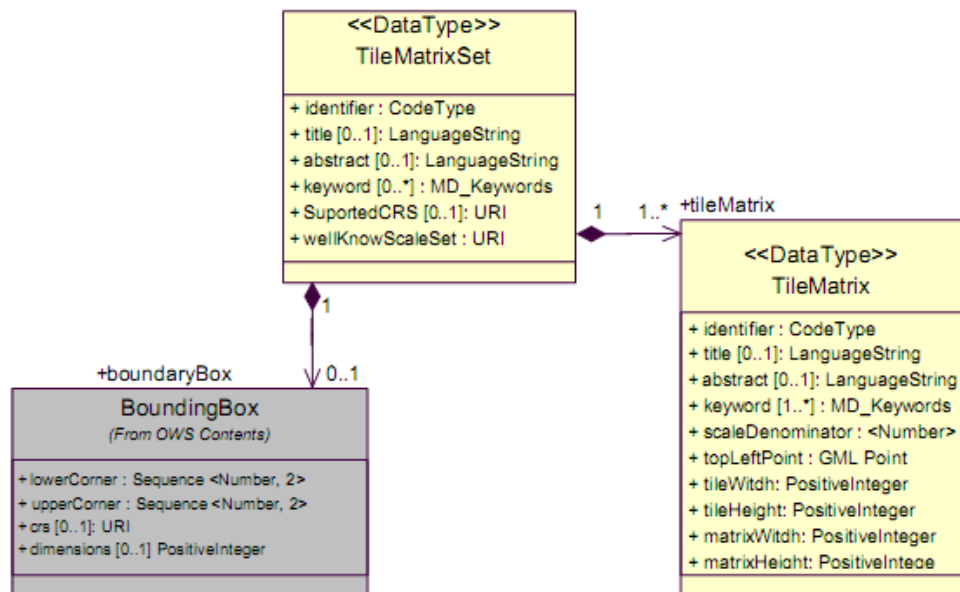 <<DataType>>
TileMatrixSet
+ identifier : CodeType
+ title [0..1]: LanguageString
+ abstract [0..1]: LanguageString
+ keyword [0..*] : MD_Keywords
+ SuportedCRS [0..1]: URI
+ wellKnowScaleSet : URI
1
1..*
+tileMatrix
1
0..1
+boundaryBox
BoundingBox
(From OWS Contents)
+ lowerCorner : Sequence <Number, 2>
+ upperCorner : Sequence <Number, 2>
+ crs [0..1]: URI
+ dimensions [0..1] PositiveInteger
<<DataType>>
TileMatrix
+ identifier : CodeType
+ title [0..1]: LanguageString
+ abstract [0..1]: LanguageString
+ keyword [1..*] : MD_Keywords
+ scaleDenominator : <Number>
+ topLeftPoint : GML Point
+ tileWitdh: PositiveInteger
+ tileHeight: PositiveInteger
+ matrixWitdh: PositiveInteger
+ matrixHeight: PositiveIntege